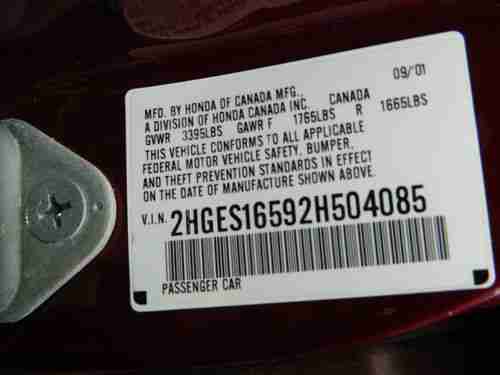 09/'01
MFD. BY HONDA OF CANADA MFG.,
A DIVISION OF HONDA CANADA INC. CANADA
GVWR 3395LBS GAWR F 1765LBS R 1665LBS
THIS VEHICLE CONFORMS TO ALL APPLICABLE
FEDERAL MOTOR VEHICLE SAFETY, BUMPER,
AND THEFT PREVENTION STANDARDS IN EFFECT
ON THE DATE OF MANUFACTURE SHOWN ABOVE.
V.I.N. 2HGES16592H504085
PASSENGER CAR